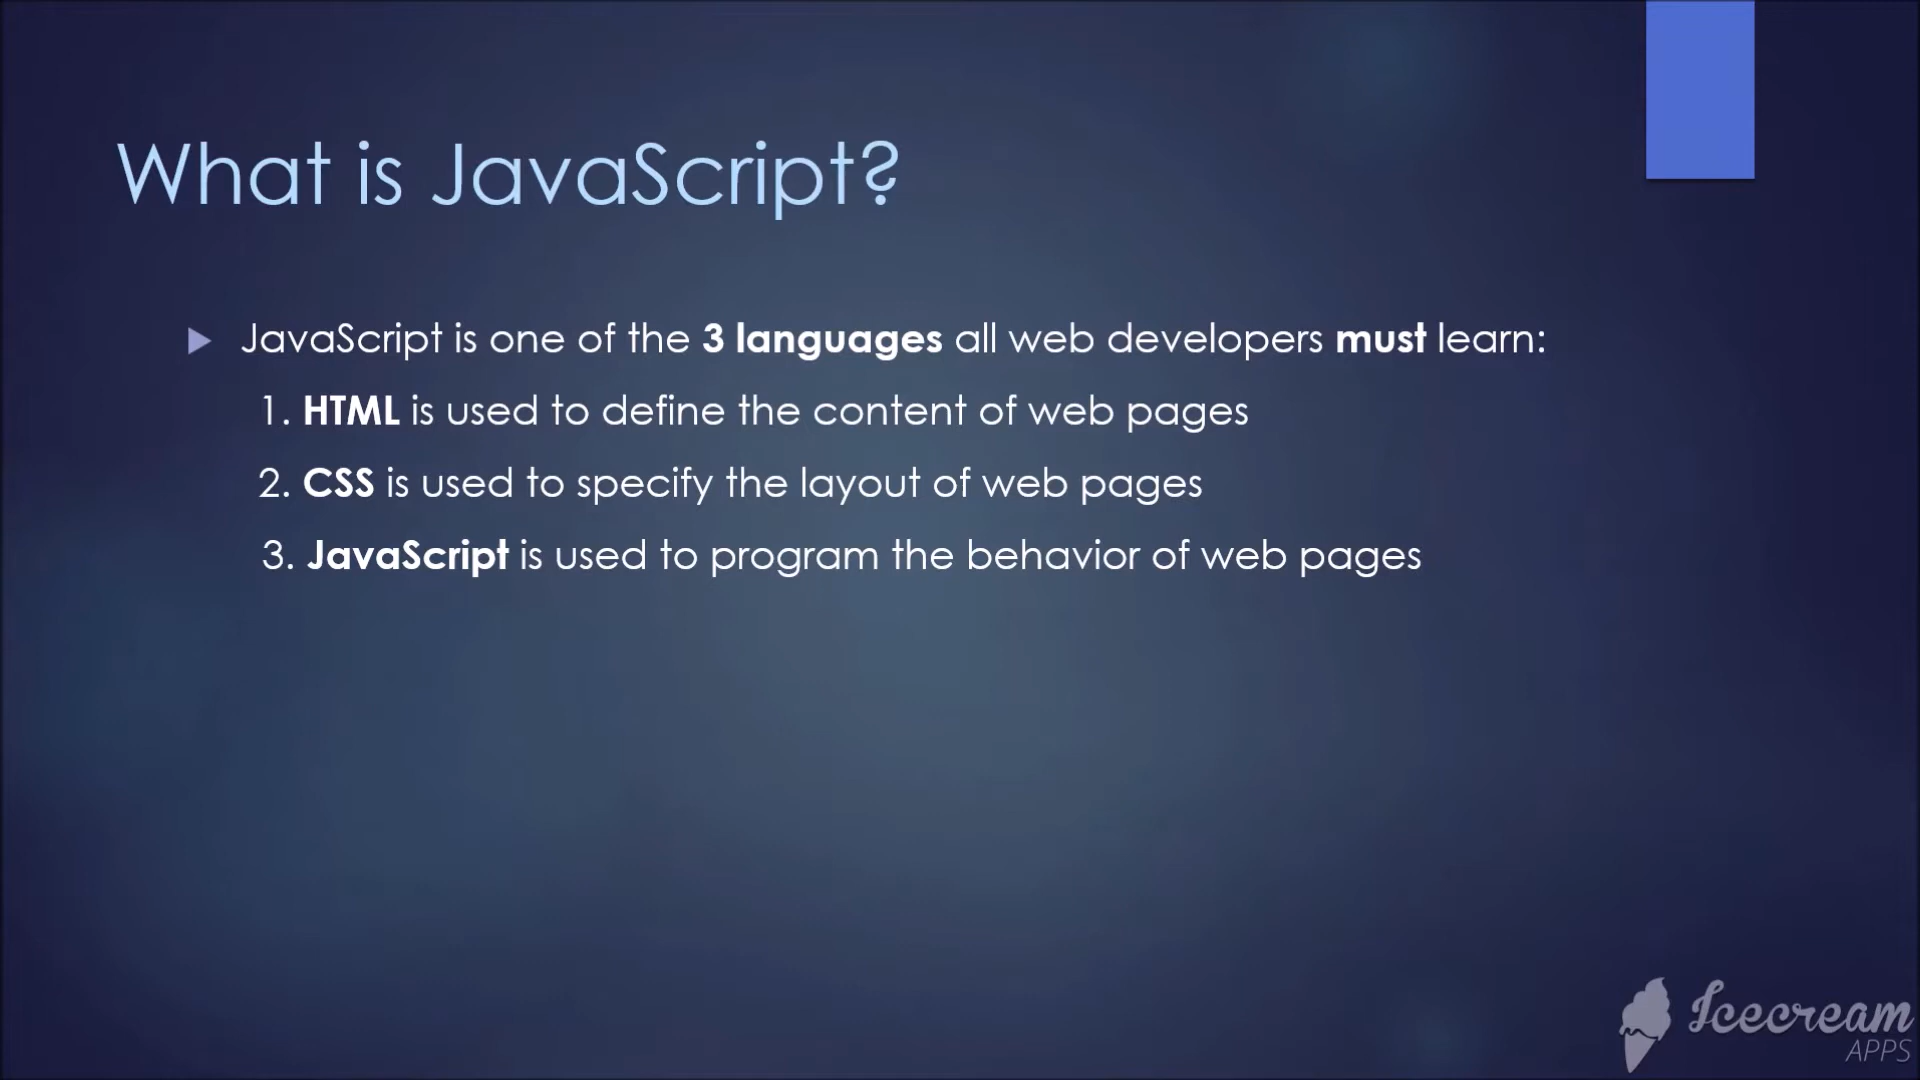 What is JavaScript?
JavaScript is one of the 3 languages all web developers must learn:
1. HTML is used to define the content of web pages
2. CSS is used to specify the layout of web pages
3. JavaScript is used to program the behavior of web pages
Icecream
APPS